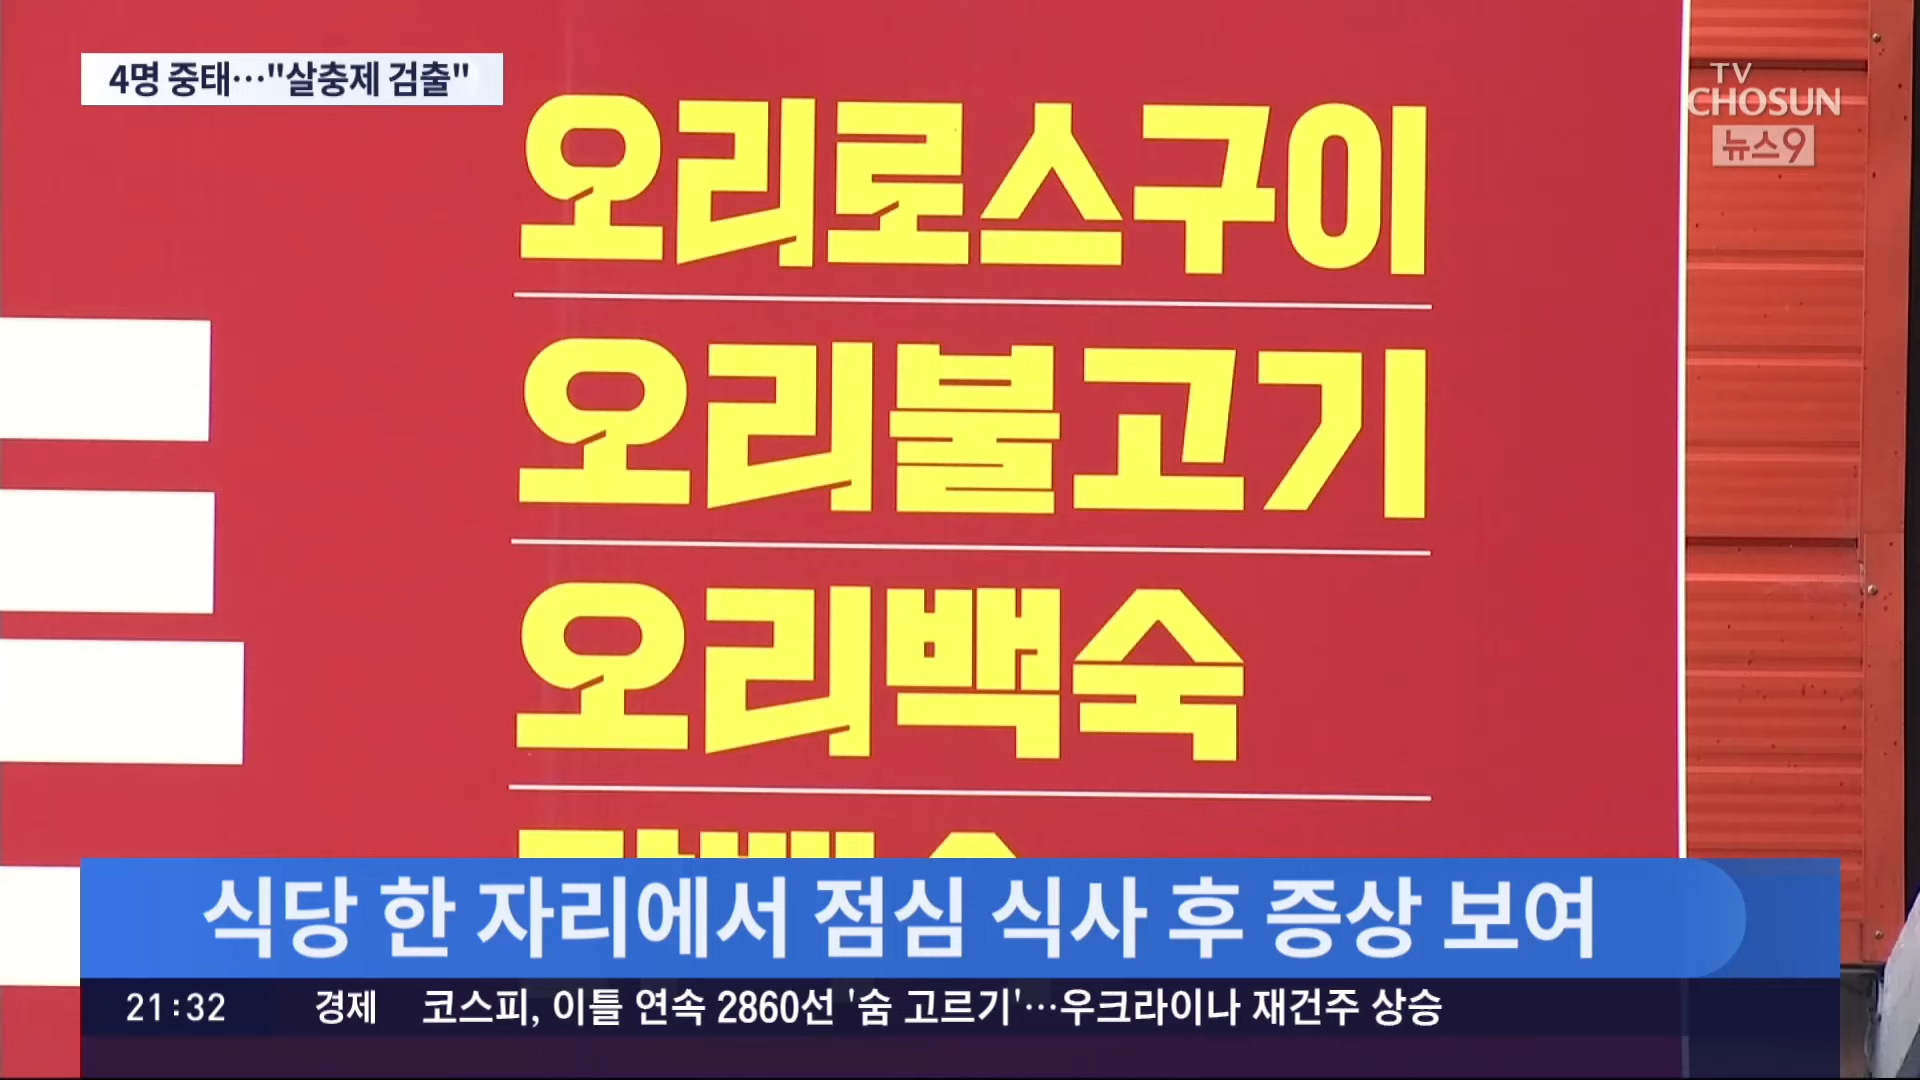 4명 중태…"살충제 검출"
TV
CHOSUN
뉴스9
오리로스구이
오리불고기
오리백숙
식당 한 자리에서 점심 식사 후 증상 보여
21:32 경제 코스피, 이틀 연속 2860선 '숨 고르기'…우크라이나 재건주 상승